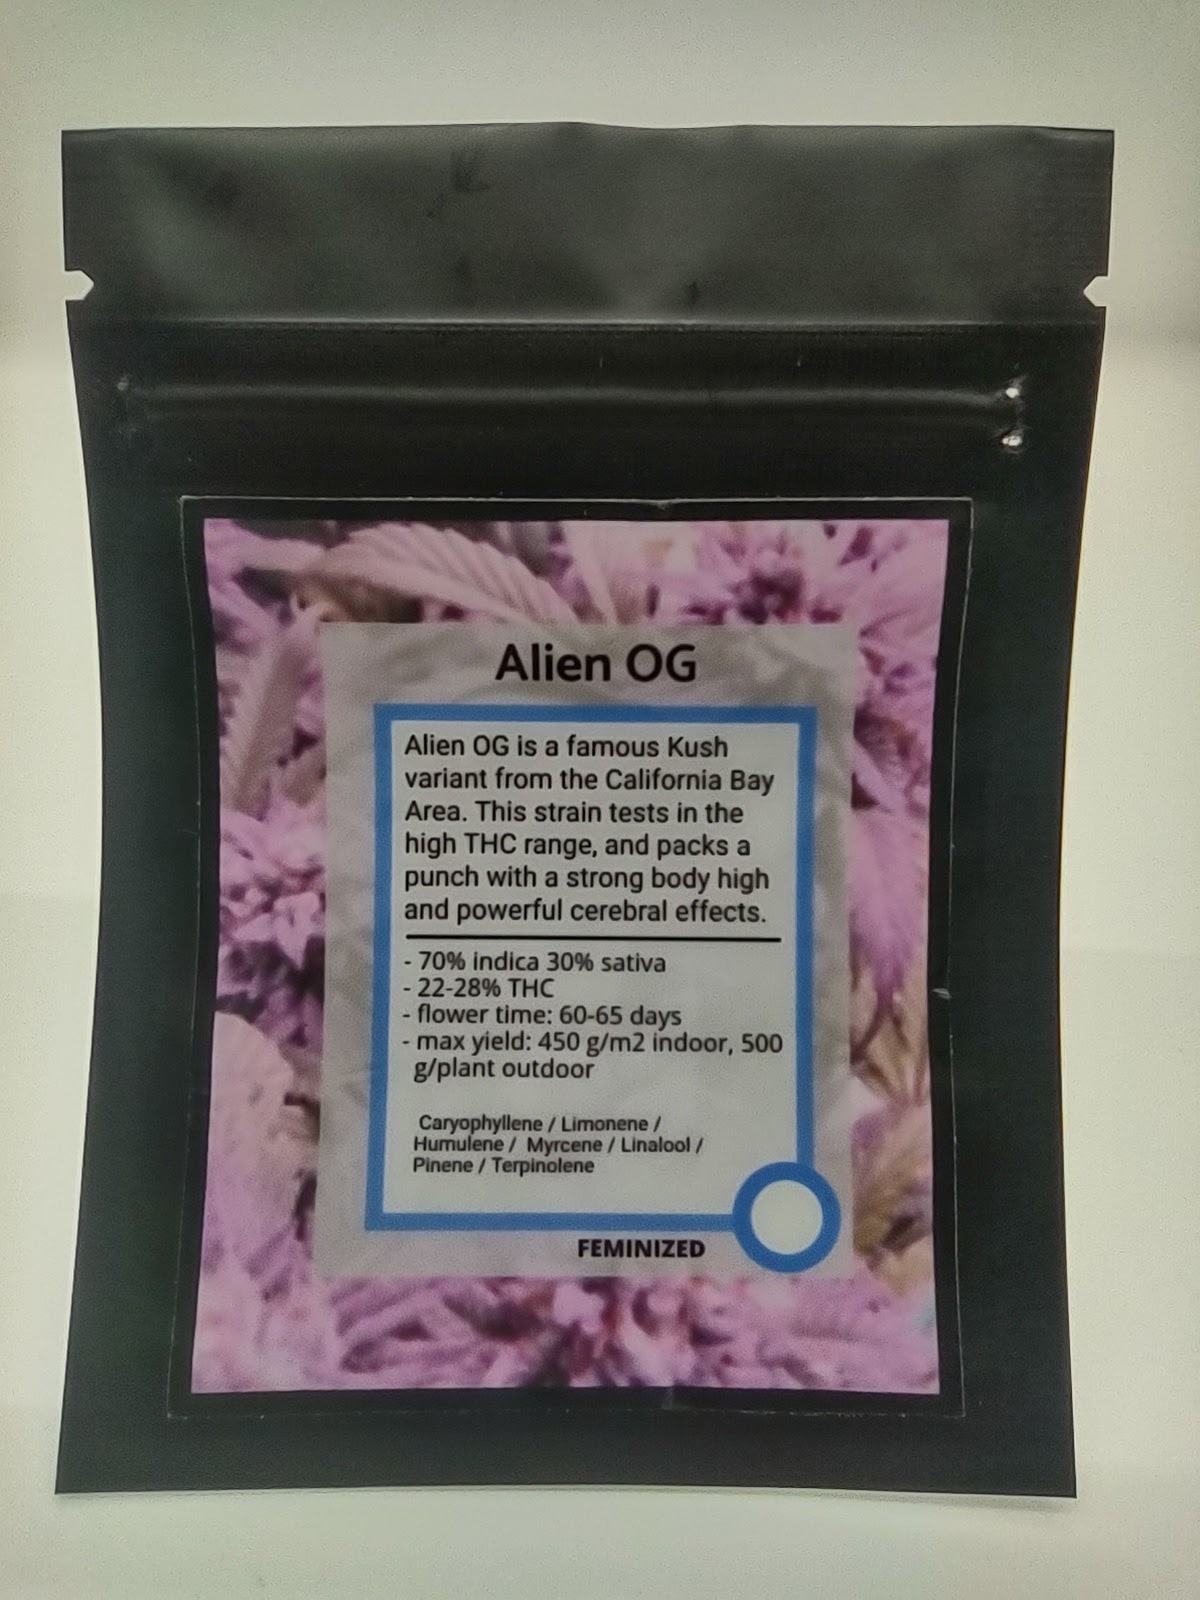 Alien OG
Alien OG is a famous Kush
variant from the California Bay
Area. This strain tests in the
high THC range, and packs a
punch with a strong body high
and powerful cerebral effects.
- 70% indica 30% sativa
- 22-28% THC
- flower time: 60-65 days
- max yield: 450 g/m2 indoor, 500
g/plant outdoor
Caryophyllene / Limonene /
Humulene / Myrcene / Linalool /
Pinene / Terpinolene
FEMINIZED